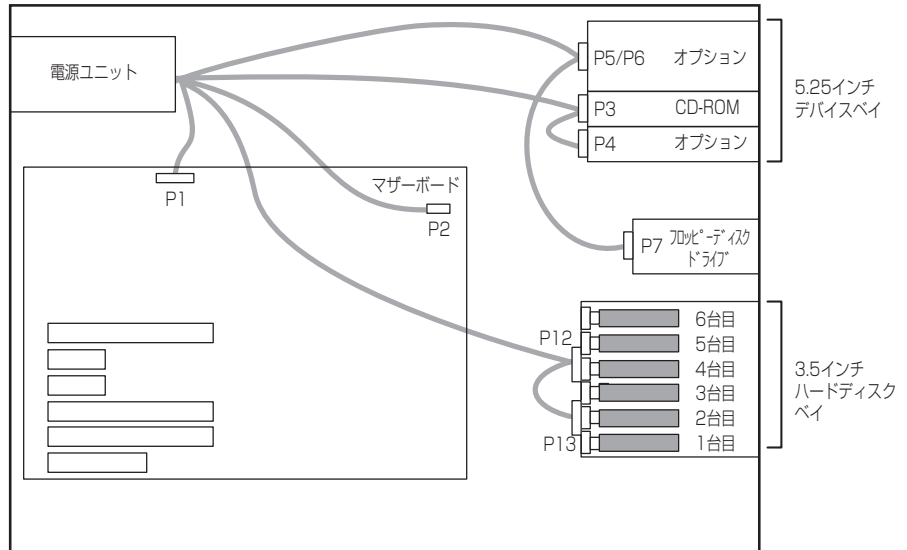 電源ユニット
P5/P6 オプション
P3 CD-ROM
P4 オプション
5.25インチ
デバイスベイ
マザーボード
P1
P2
P7 フロッピーディスク
ドライブ
P12
6台目
5台目
4台目
3台目
2台目
1台目
P13
3.5インチ
ハードディスク
ベイ